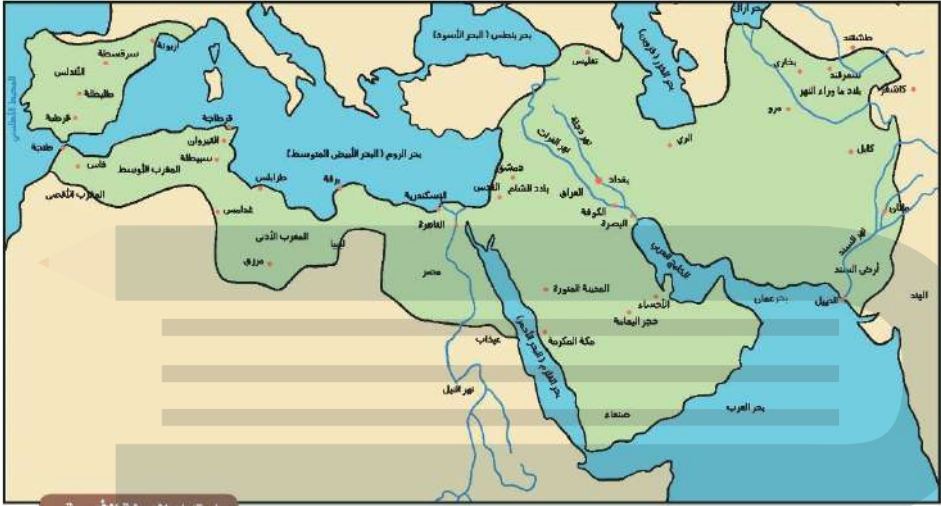 بحر آرال
طشقند
بحر بنطس ( البحر الأسود)
بحر الخزر ( قزوين)
أربونة
سرقسطة
تفليس
بخارى
سمرقند
الأندلس
بلاد ما وراء النهر
كاشغر
طليطلة
مرو
المحيط الأطلسي
قرطبة
قرطاجة
نهر دجلة
نهر الفرات
الري
كابل
طنجة
القيروان
بحر الروم ( البحر الأبيض المتوسط)
فاس
سبيطلة
المغرب الأوسط
دمشق
بغداد
طرابلس
برقة
القدس
بلاد الشام
العراق
المغرب الأقصى
الإسكندرية
الكوفة
ملتان
غدامس
القاهرة
البصرة
المغرب الأدنى
ليبيا
نهر السند
مرزق
مصر
الخليج العربي
أرض السند
المدينة المنورة
الأحساء
بحر عمان
الديبل
الهند
حجر اليمامة
عيذاب
مكة المكرمة
بحر القلزم ( البحر الأحمر)
نهر النيل
صنعاء
بحر العرب